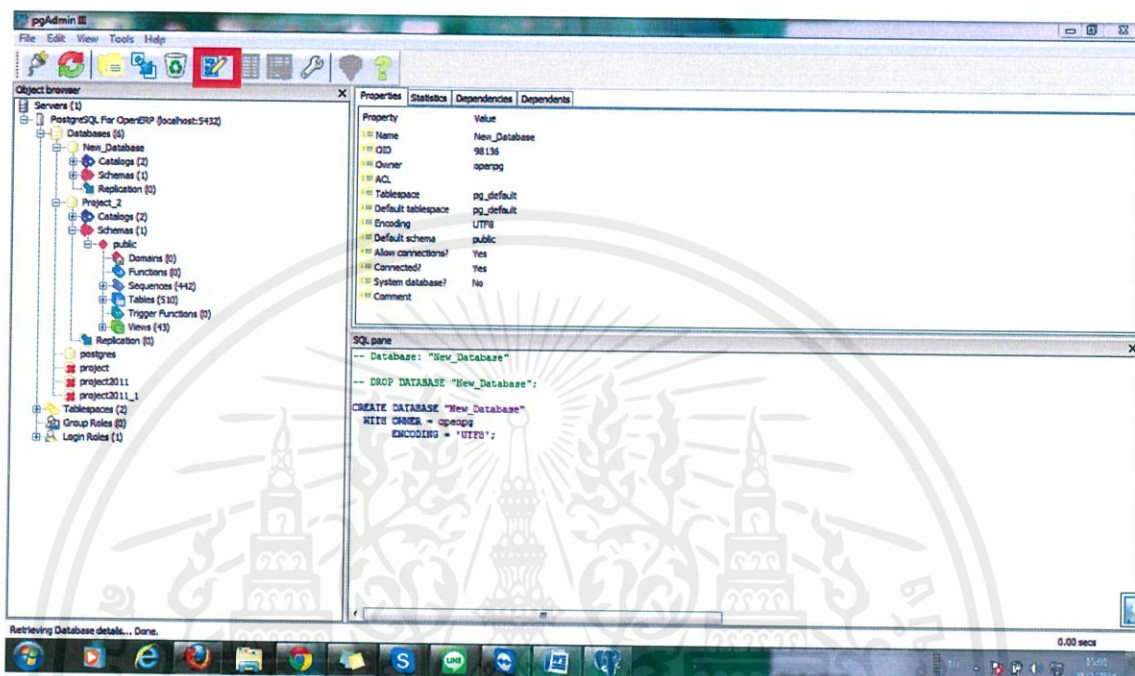 pgAdmin III
File Edit View Tools Help
Object browser
Servers (1)
PostgreSQL For OpenERP (localhost:5432)
Databases (6)
New_Database
Catalogs (2)
Schemas (1)
Replication (0)
Project_2
Catalogs (2)
Schemas (1)
public
Domains (0)
Functions (0)
Sequences (442)
Tables (510)
Trigger Functions (0)
Views (43)
Replication (0)
postgres
project
project2011
project2011_1
Tablespaces (2)
Group Roles (0)
Login Roles (1)
Properties Statistics Dependencies Dependents
Property Value
Name New_Database
OID 98136
Owner openpg
ACL
Tablespace pg_default
Default tablespace pg_default
Encoding UTF8
Default schema public
Allow connections? Yes
Connected? Yes
System database? No
Comment
SQL pane
-- Database: "New_Database"
-- DROP DATABASE "New_Database";
CREATE DATABASE "New_Database"
WITH OWNER = openpg
ENCODING = 'UTF8';
Retrieving Database details... Done.
0.00 secs
LINE
15:01